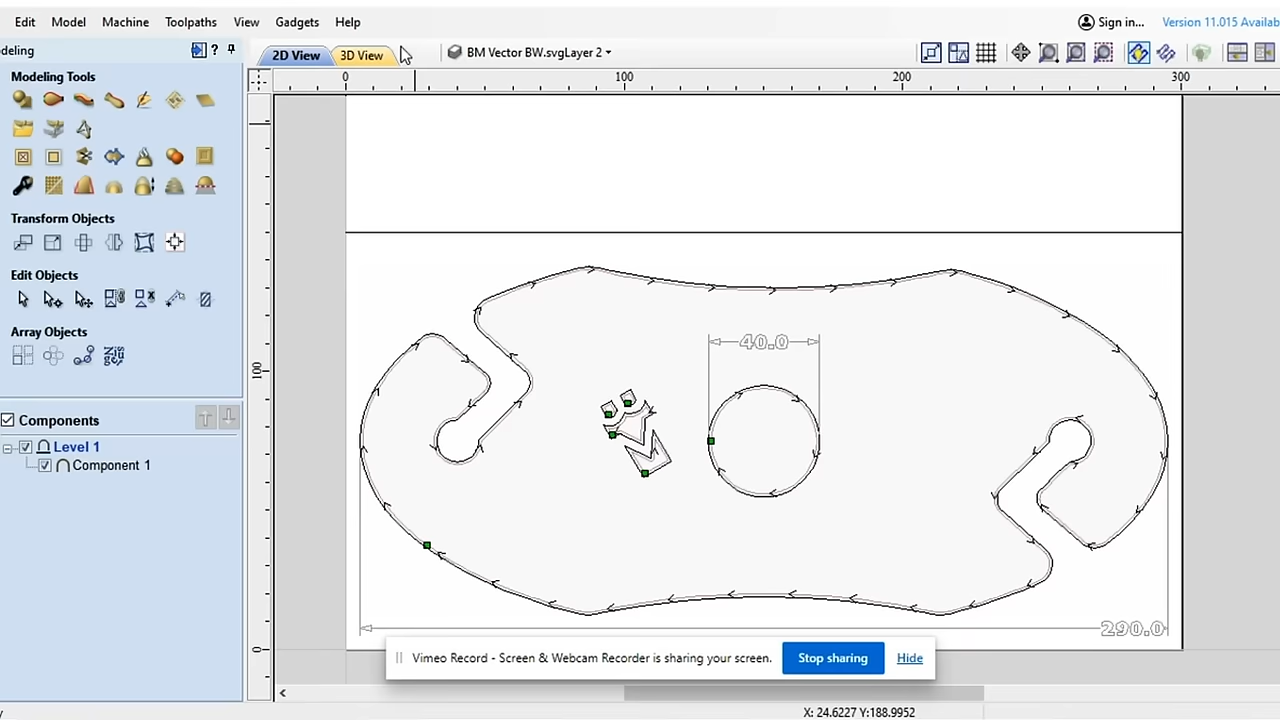 Edit Model Machine Toolpaths View Gadgets Help
Sign in...
Version 11.015 Availab
deling
?
2D View
3D View
BM Vector BW.svgLayer 2
0 100 200 300
Modeling Tools
Transform Objects
Edit Objects
Array Objects
100
0
Components
Level 1
Component 1
40.0
290.0
Vimeo Record - Screen & Webcam Recorder is sharing your screen.
Stop sharing
Hide
X: 24.6227 Y:188.9952